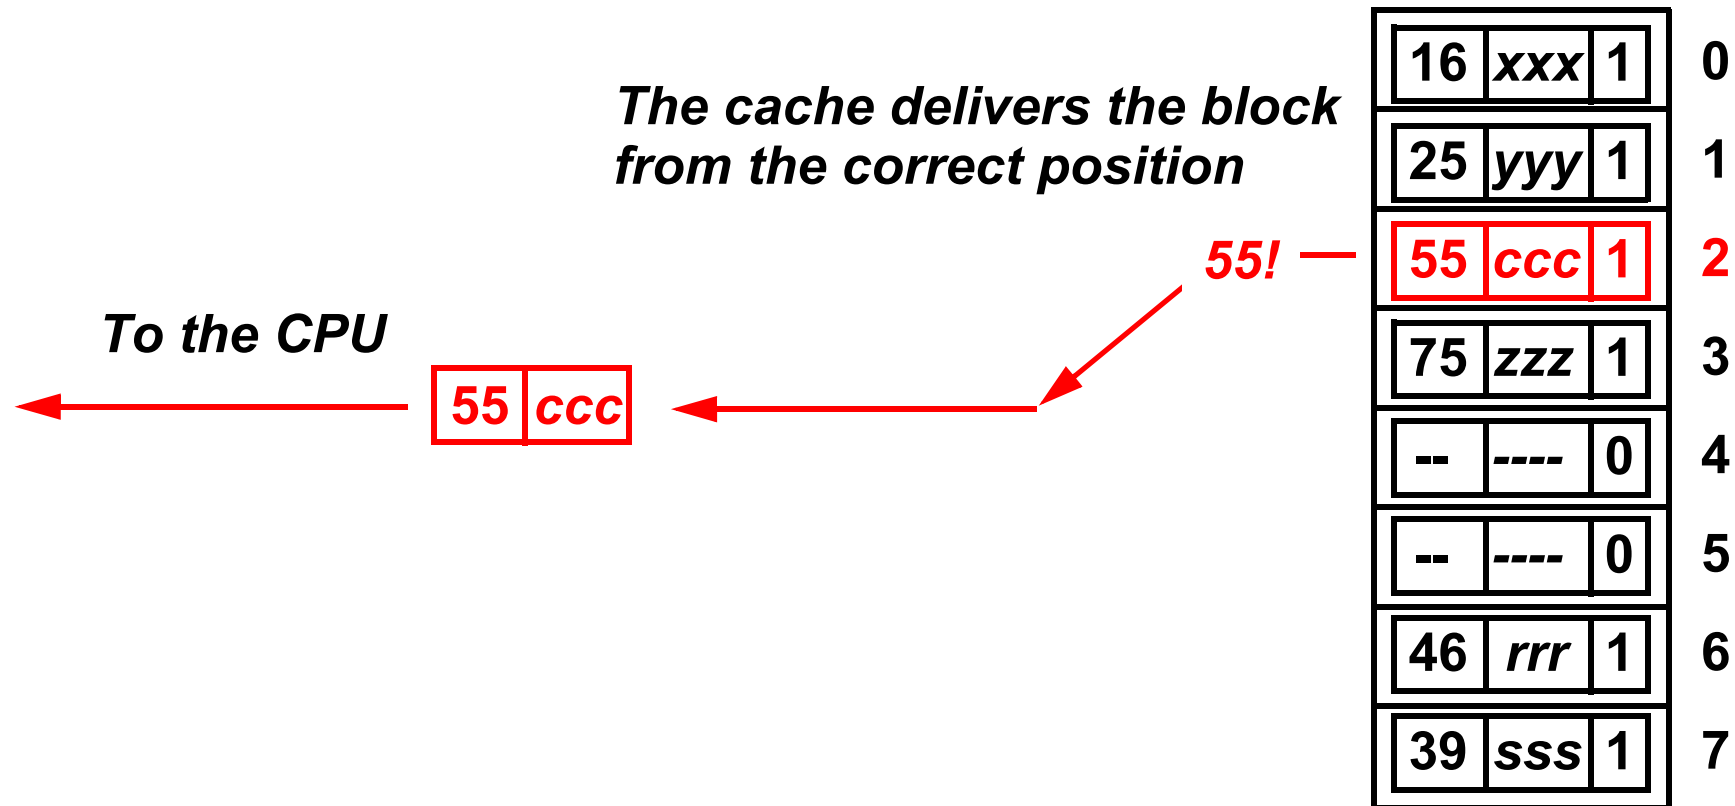 16 xxx 1 0
The cache delivers the block
from the correct position
25 yyy 1 1
55! 55 ccc 1 2
To the CPU
75 zzz 1 3
55 ccc
-- ---- 0 4
-- ---- 0 5
46 rrr 1 6
39 sss 1 7